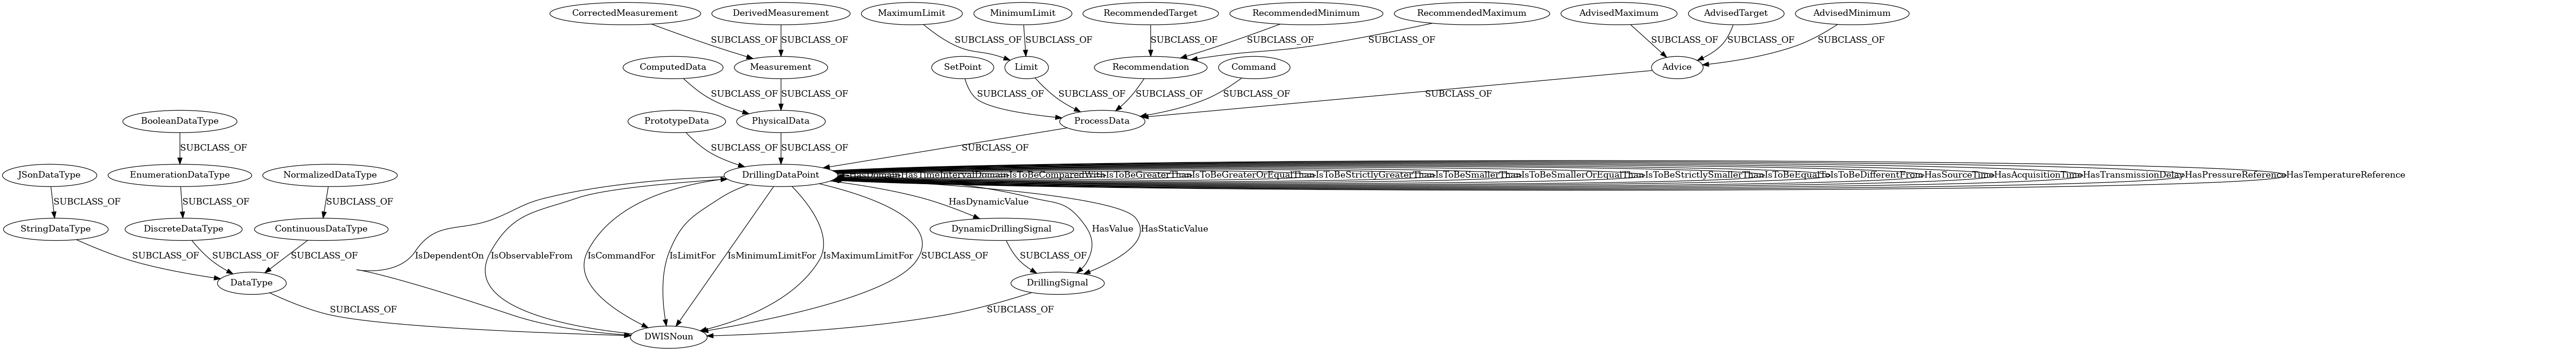 CorrectedMeasurement DerivedMeasurement MaximumLimit MinimumLimit RecommendedTarget RecommendedMinimum RecommendedMaximum AdvisedMaximum AdvisedTarget AdvisedMinimum
SUBCLASS_OF SUBCLASS_OF SUBCLASS_OF SUBCLASS_OF SUBCLASS_OF SUBCLASS_OF SUBCLASS_OF SUBCLASS_OF SUBCLASS_OF SUBCLASS_OF
ComputedData Measurement SetPoint Limit Recommendation Command Advice
SUBCLASS_OF SUBCLASS_OF SUBCLASS_OF SUBCLASS_OF SUBCLASS_OF SUBCLASS_OF SUBCLASS_OF
BooleanDataType PrototypeData PhysicalData ProcessData
SUBCLASS_OF SUBCLASS_OF SUBCLASS_OF SUBCLASS_OF
JSonDataType EnumerationDataType NormalizedDataType DrillingDataPoint HasDomain HasTimeIntervalDomain IsToBeComparedWith IsToBeGreaterThan IsToBeGreaterOrEqualThan IsToBeStrictlyGreaterThan IsToBeSmallerThan IsToBeSmallerOrEqualThan IsToBeStrictlySmallerThan IsToBeEqualTo IsToBeDifferentFrom HasSourceTime HasAcquisitionTime HasTransmissionDelay HasPressureReference HasTemperatureReference
SUBCLASS_OF SUBCLASS_OF SUBCLASS_OF HasDynamicValue
StringDataType DiscreteDataType ContinuousDataType DynamicDrillingSignal HasValue HasStaticValue
SUBCLASS_OF SUBCLASS_OF SUBCLASS_OF IsDependentOn IsObservableFrom IsCommandFor IsLimitFor IsMinimumLimitFor IsMaximumLimitFor SUBCLASS_OF SUBCLASS_OF
DataType DrillingSignal
SUBCLASS_OF SUBCLASS_OF
DWISNoun